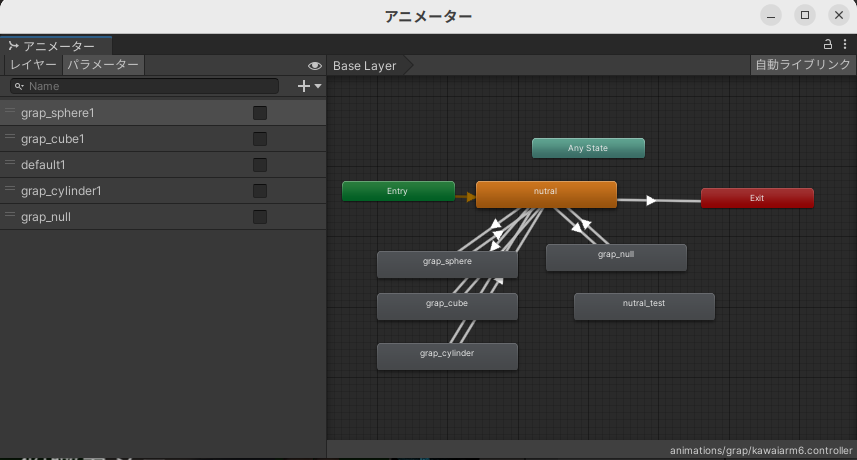 アニメーター
アニメーター
レイヤー パラメーター
Base Layer
自動ライブリンク
Name
grap_sphere1
grap_cube1
default1
grap_cylinder1
grap_null
Any State
Entry
nutral
Exit
grap_sphere
grap_null
grap_cube
nutral_test
grap_cylinder
animations/grap/kawaiarm6.controller